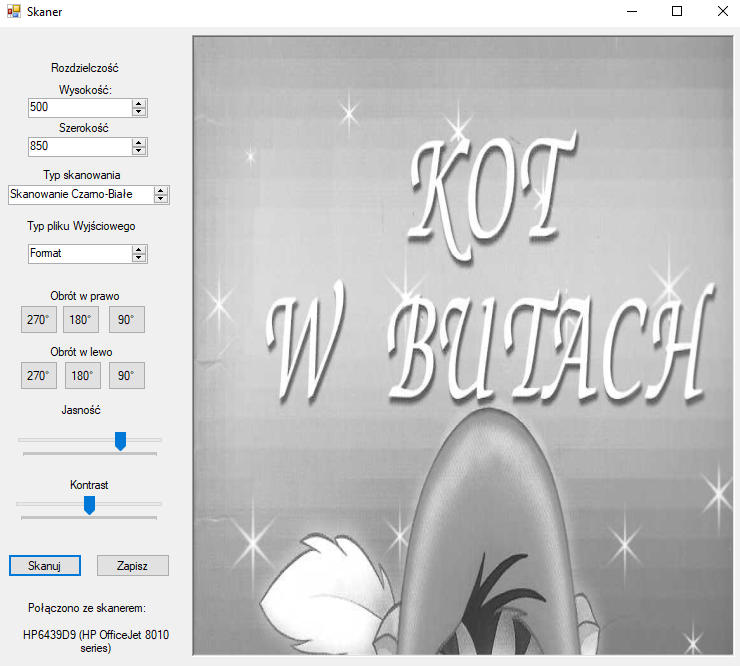 Skaner
Rozdzielczość
Wysokość:
500
Szerokość
850
Typ skanowania
Skanowanie Czarno-Białe
Typ pliku Wyjściowego
Format
Obrót w prawo
270° 180° 90°
Obrót w lewo
270° 180° 90°
Jasność
Kontrast
Skanuj Zapisz
Połączono ze skanerem:
HP6439D9 (HP OfficeJet 8010
series)
KOT
W BUTACH